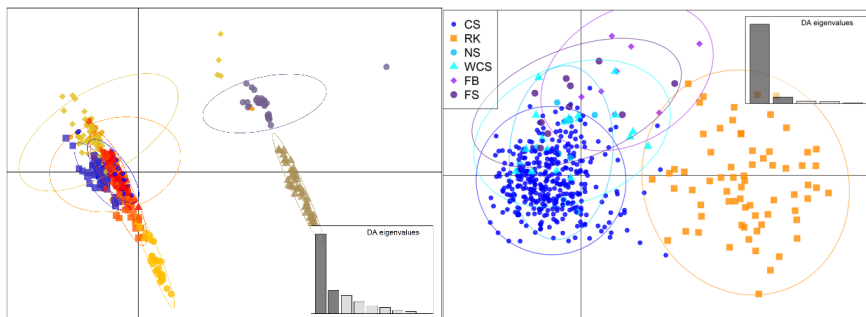 DA eigenvalues
CS
RK
NS
WCS
FB
FS
DA eigenvalues